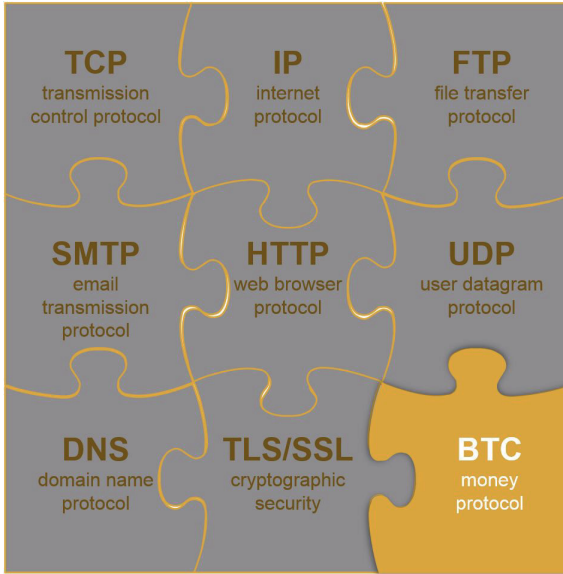 TCP
transmission
control protocol
IP
internet
protocol
FTP
file transfer
protocol
SMTP
email
transmission
protocol
HTTP
web browser
protocol
UDP
user datagram
protocol
DNS
domain name
protocol
TLS/SSL
cryptographic
security
BTC
money
protocol